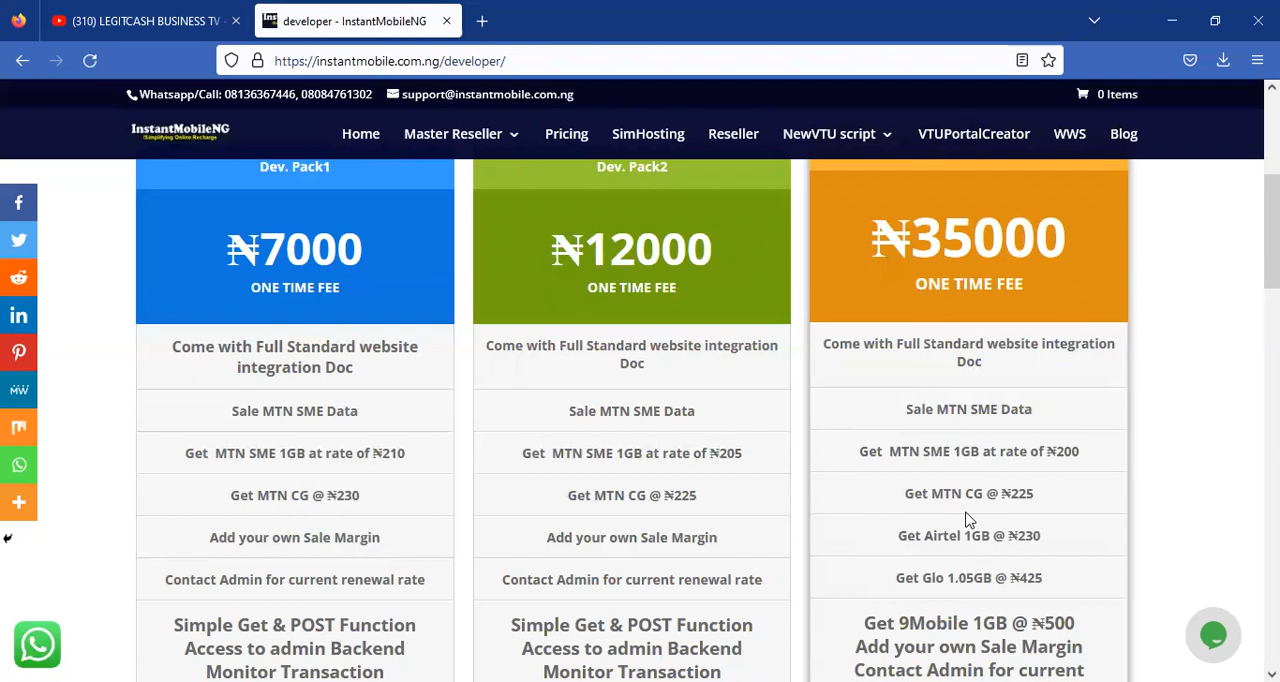 (310) LEGITCASH BUSINESS TV
developer - InstantMobileNG
https://instantmobile.com.ng/developer/
Whatsapp/Call: 08136367446, 08084761302
support@instantmobile.com.ng
0 Items
InstantMobileNG
Home
Master Reseller
Pricing
SimHosting
Reseller
NewVTU script
VTUPortalCreator
WWS
Blog
Dev. Pack1
₦7000
ONE TIME FEE
Come with Full Standard website
integration Doc
Sale MTN SME Data
Get MTN SME 1GB at rate of ₦210
Get MTN CG @ ₦230
Add your own Sale Margin
Contact Admin for current renewal rate
Simple Get & POST Function
Access to admin Backend
Monitor Transaction
Dev. Pack2
₦12000
ONE TIME FEE
Come with Full Standard website integration
Doc
Sale MTN SME Data
Get MTN SME 1GB at rate of ₦205
Get MTN CG @ ₦225
Add your own Sale Margin
Contact Admin for current renewal rate
Simple Get & POST Function
Access to admin Backend
Monitor Transaction
₦35000
ONE TIME FEE
Come with Full Standard website integration
Doc
Sale MTN SME Data
Get MTN SME 1GB at rate of ₦200
Get MTN CG @ ₦225
Get Airtel 1GB @ ₦230
Get Glo 1.05GB @ ₦425
Get 9Mobile 1GB @ ₦500
Add your own Sale Margin
Contact Admin for current